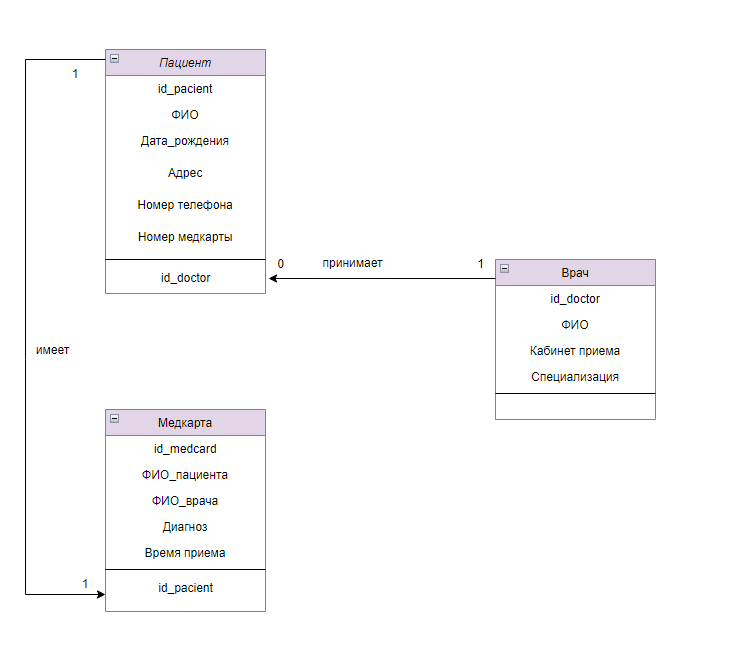 Пациент
1
id_pacient
ФИО
Дата_рождения
Адрес
Номер телефона
Номер медкарты
id_doctor
0
принимает
1
Врач
id_doctor
ФИО
Кабинет приема
Специализация
имеет
Медкарта
id_medcard
ФИО_пациента
ФИО_врача
Диагноз
Время приема
1
id_pacient